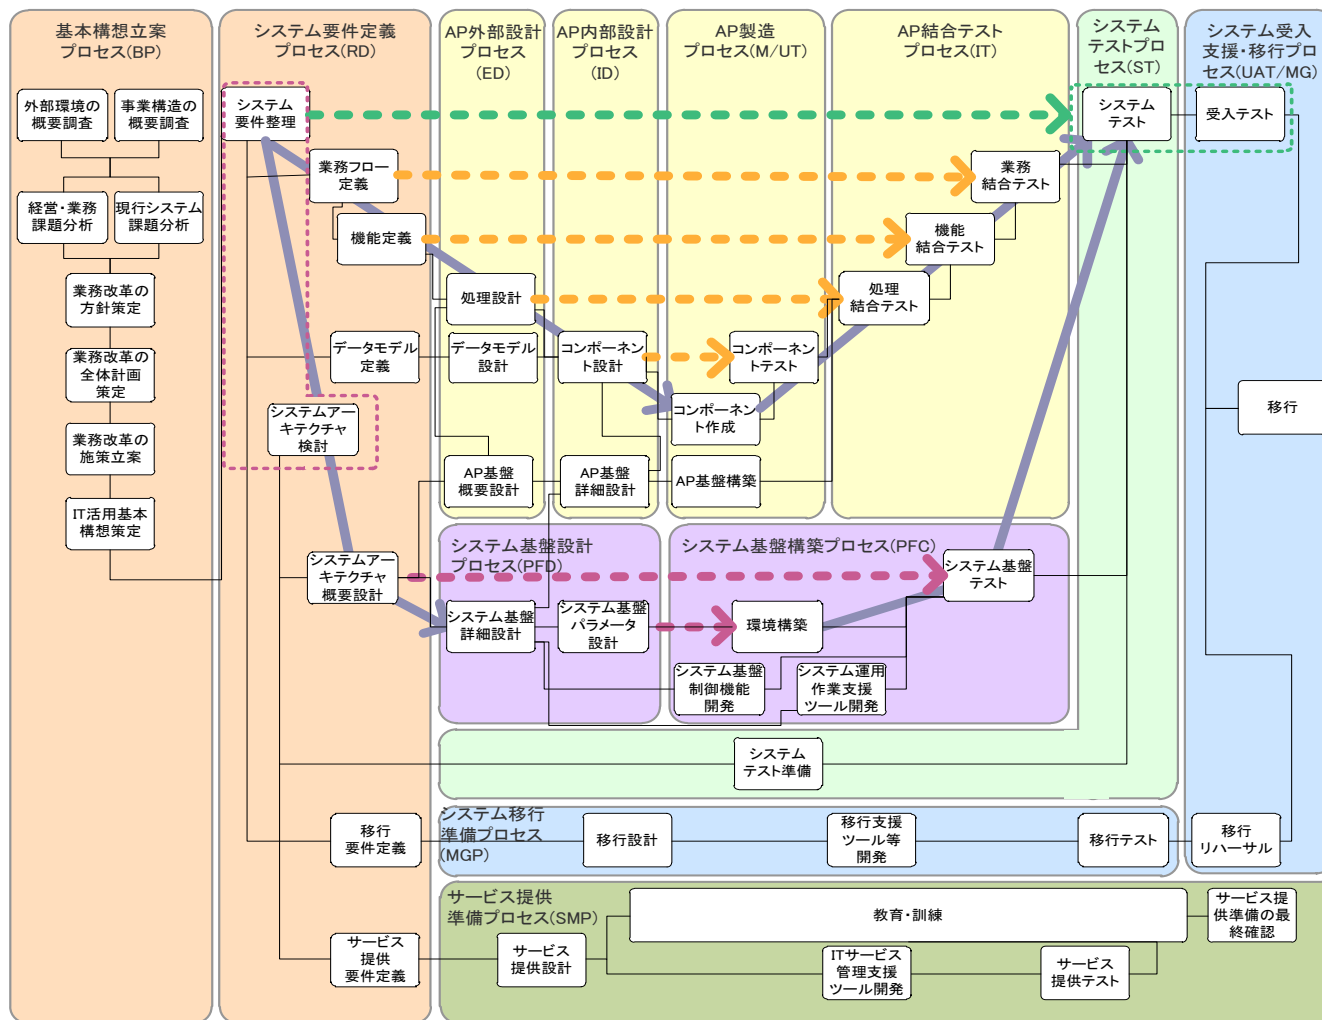 基本構想立案
プロセス(BP)
システム要件定義
プロセス(RD)
AP外部設計
プロセス
(ED)
AP内部設計
プロセス
(ID)
AP製造
プロセス(M/UT)
AP結合テスト
プロセス(IT)
システム
テストプロ
セス(ST)
システム受入
支援・移行プロ
セス(UAT/MG)
外部環境の
概要調査
事業構造の
概要調査
経営・業務
課題分析
現行システム
課題分析
業務改革の
方針策定
業務改革の
全体計画
策定
業務改革の
施策立案
IT活用基本
構想策定
システム
要件整理
業務フロー
定義
機能定義
データモデル
定義
システムアー
キテクチャ
検討
システムアー
キテクチャ
概要設計
移行
要件定義
サービス
提供
要件定義
処理設計
データモデル
設計
AP基盤
概要設計
コンポーネ
ント設計
AP基盤
詳細設計
コンポーネン
トテスト
コンポーネン
ト作成
AP基盤構築
業務
結合テスト
機能
結合テスト
処理
結合テスト
システム
テスト
受入テスト
移行
システム基盤設計
プロセス(PFD)
システム基盤
詳細設計
システム基盤
パラメータ
設計
システム基盤構築プロセス(PFC)
システム基盤
テスト
環境構築
システム基盤
制御機能
開発
システム運用
作業支援
ツール開発
システム
テスト準備
システム移行
準備プロセス
(MGP)
移行設計
移行支援
ツール等
開発
移行テスト
移行
リハーサル
サービス提供
準備プロセス(SMP)
サービス
提供設計
教育・訓練
ITサービス
管理支援
ツール開発
サービス
提供テスト
サービス提
供準備の最
終確認